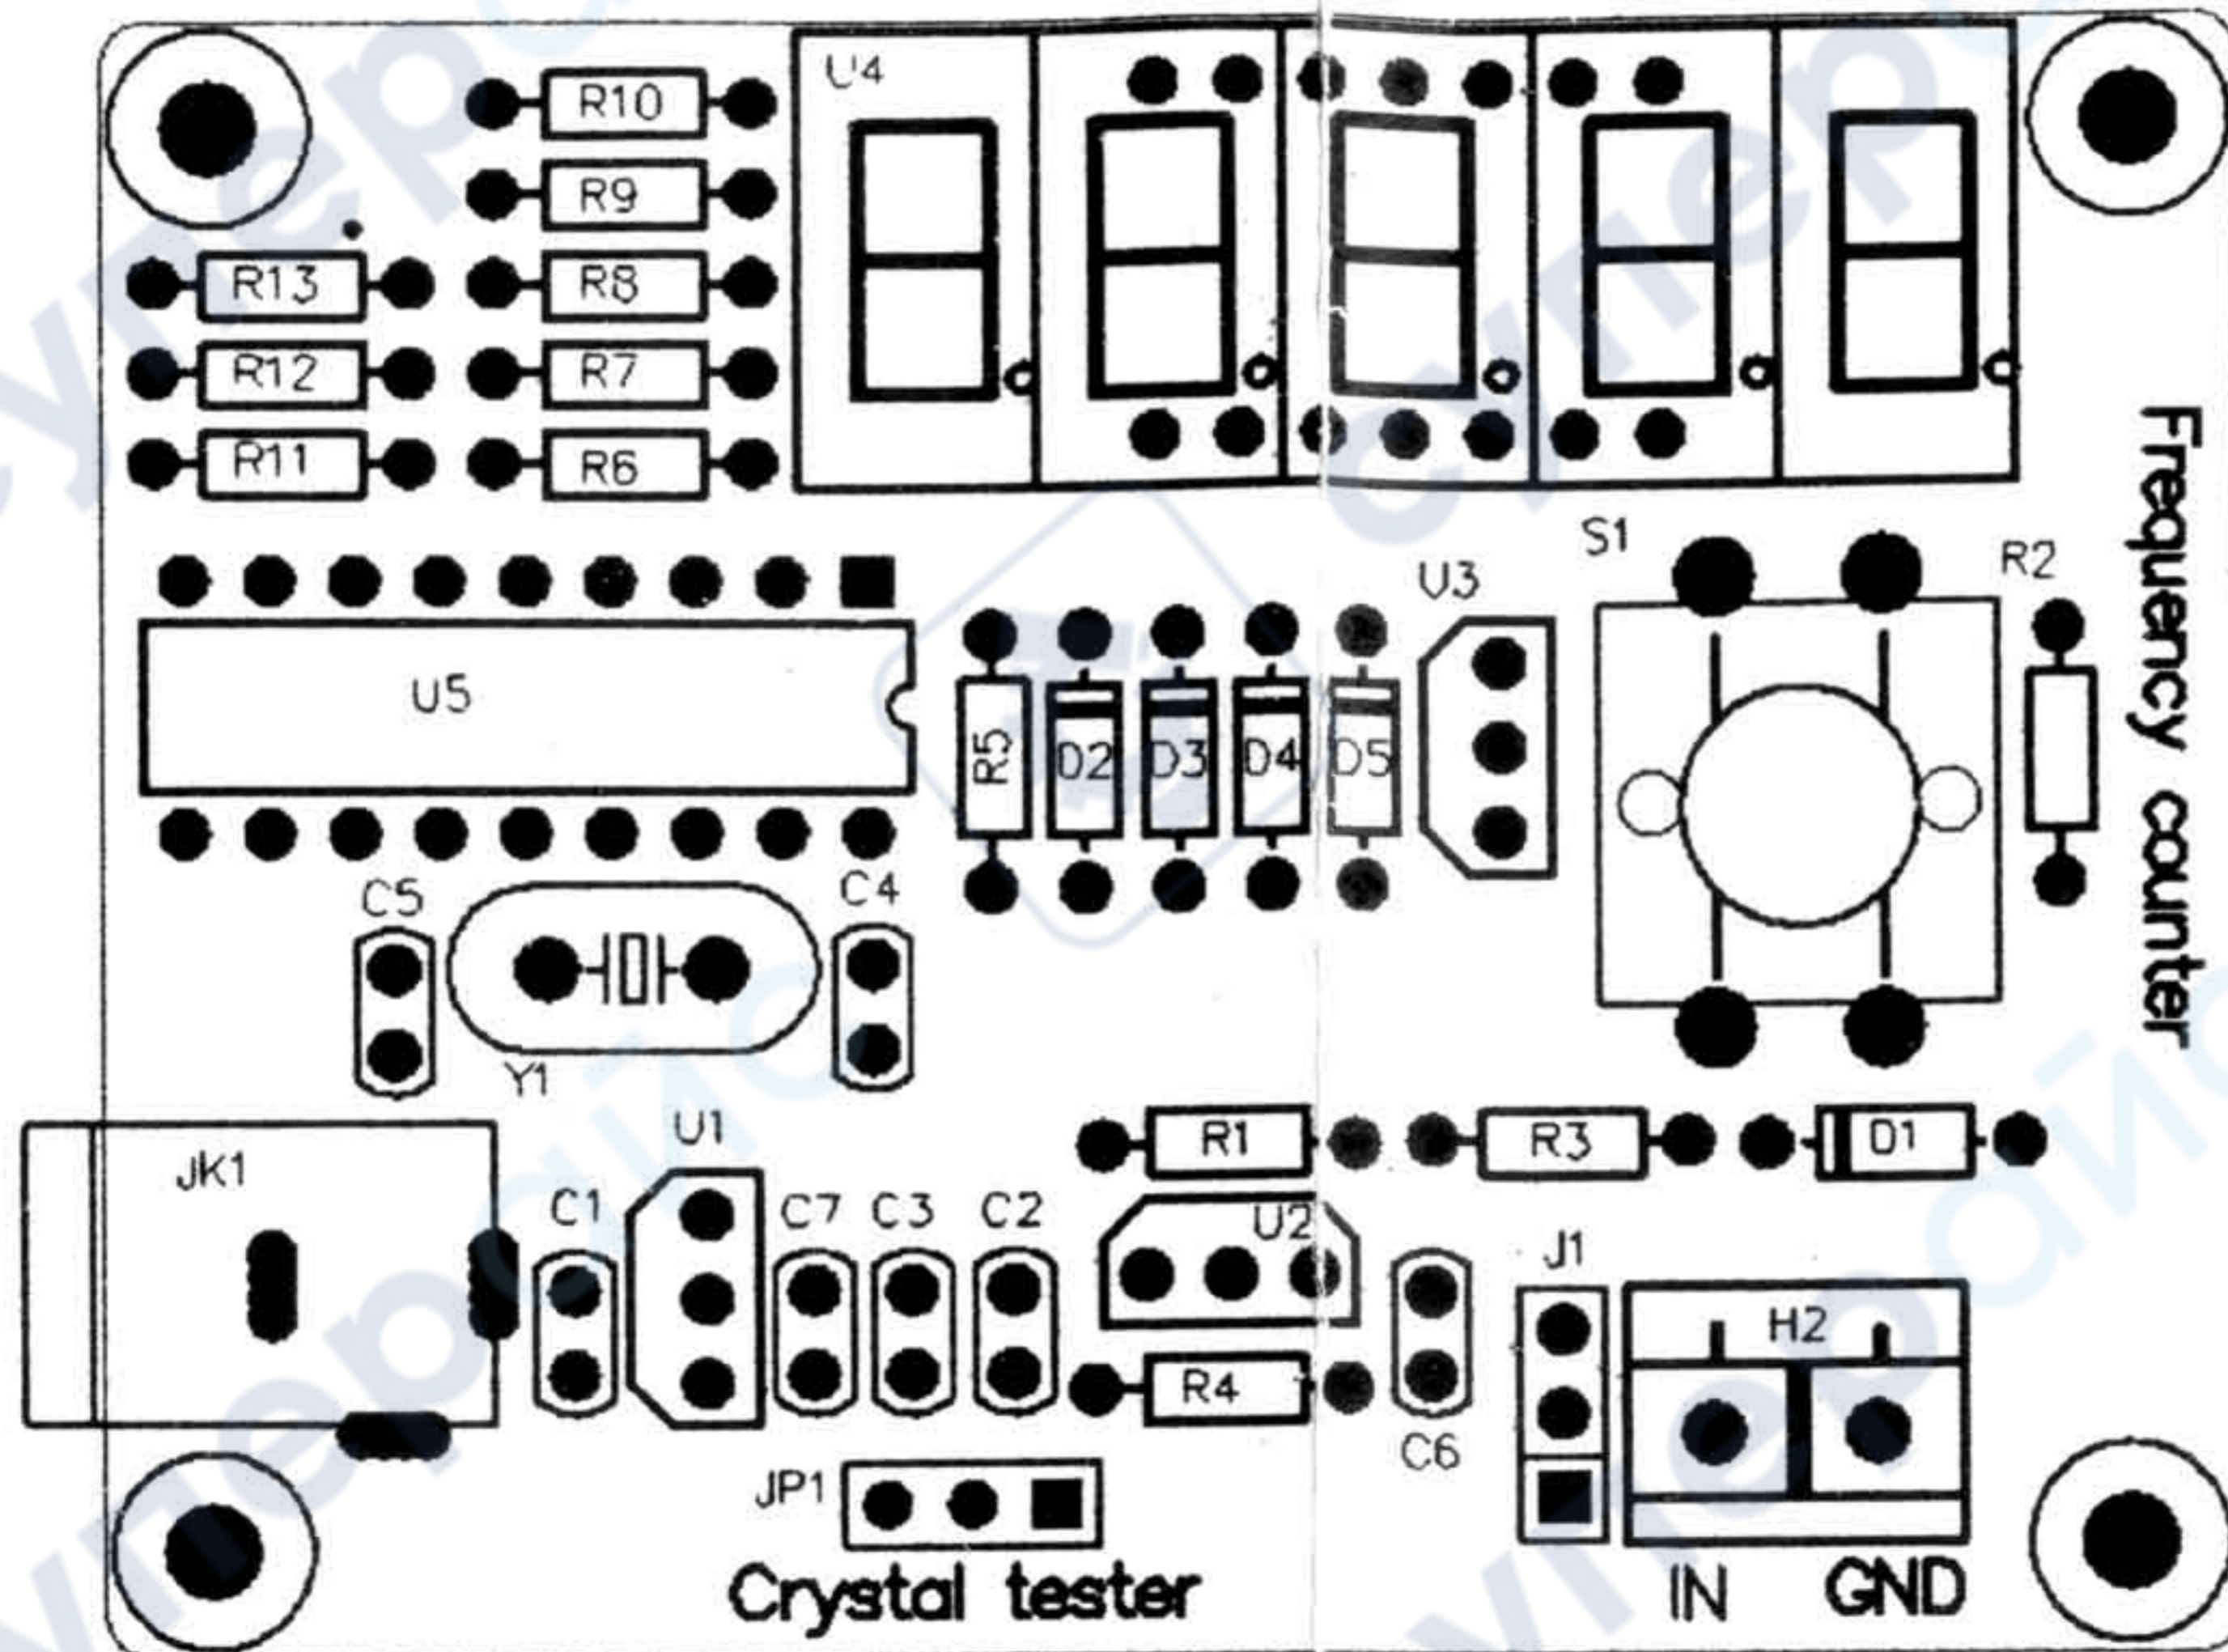 U4
R10
R9
R13
R8
R12
R7
R11
R6
S1
R2
U3
Frequency counter
U5
R5
D2
D3
D4
D5
C5
C4
Y1
U1
R1
R3
D1
JK1
C1
C7
C3
C2
U2
J1
H2
R4
C6
JP1
Crystal tester
IN
GND
супер
айс